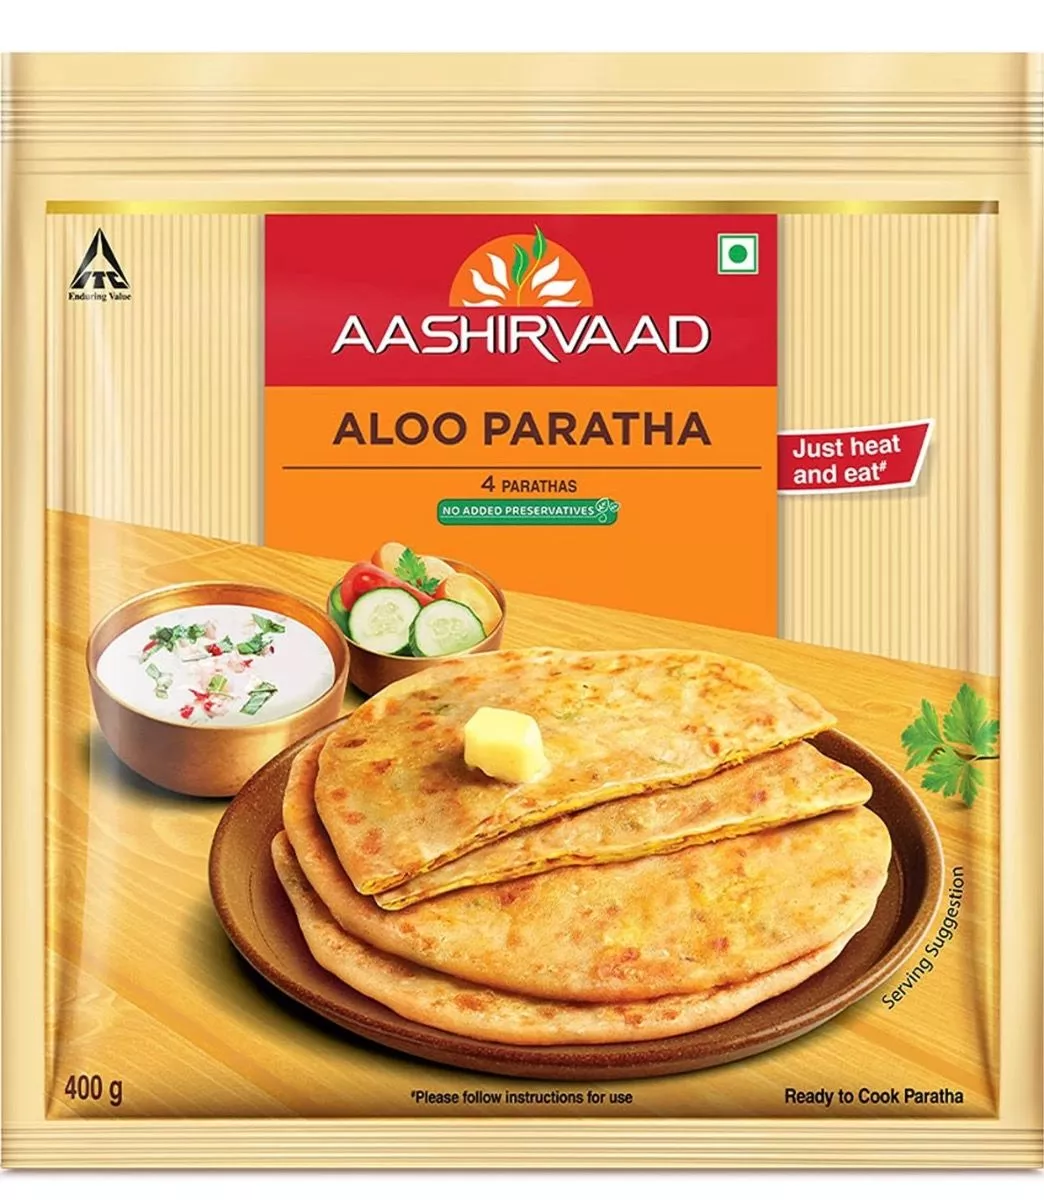 ITC
Enduring Value
AASHIRVAAD
ALOO PARATHA
4 PARATHAS
NO ADDED PRESERVATIVES
Just heat
and eat#
Serving Suggestion
400 g
#Please follow instructions for use
Ready to Cook Paratha